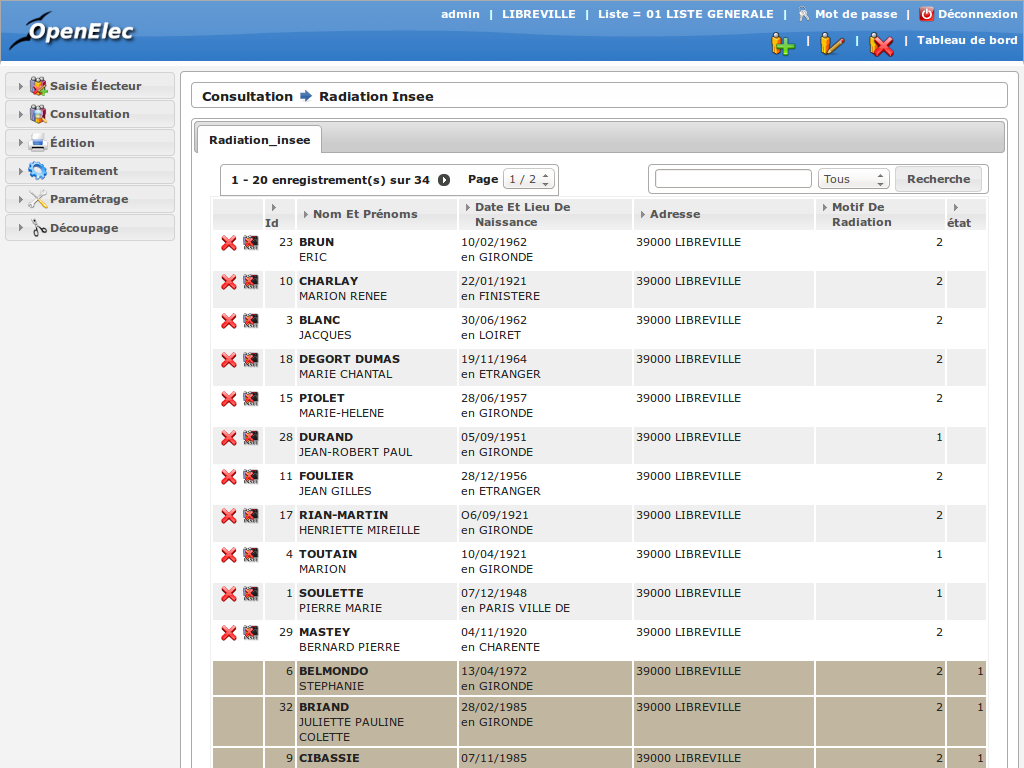 OpenElec
admin | LIBREVILLE | Liste = 01 LISTE GENERALE | Mot de passe | Déconnexion
| | | Tableau de bord
Saisie Électeur
Consultation
Édition
Traitement
Paramétrage
Découpage
Consultation Radiation Insee
Radiation_insee
1 - 20 enregistrement(s) sur 34 Page 1 / 2 Tous Recherche
Id Nom Et Prénoms Date Et Lieu De Naissance Adresse Motif De Radiation état
23 BRUN 10/02/1962 39000 LIBREVILLE 2
ERIC en GIRONDE
10 CHARLAY 22/01/1921 39000 LIBREVILLE 2
MARION RENEE en FINISTERE
3 BLANC 30/06/1962 39000 LIBREVILLE 2
JACQUES en LOIRET
18 DEGORT DUMAS 19/11/1964 39000 LIBREVILLE 2
MARIE CHANTAL en ETRANGER
15 PIOLET 28/06/1957 39000 LIBREVILLE 2
MARIE-HELENE en GIRONDE
28 DURAND 05/09/1951 39000 LIBREVILLE 1
JEAN-ROBERT PAUL en GIRONDE
11 FOULIER 28/12/1956 39000 LIBREVILLE 2
JEAN GILLES en ETRANGER
17 RIAN-MARTIN O6/09/1921 39000 LIBREVILLE 2
HENRIETTE MIREILLE en GIRONDE
4 TOUTAIN 10/04/1921 39000 LIBREVILLE 1
MARION en GIRONDE
1 SOULETTE 07/12/1948 39000 LIBREVILLE 1
PIERRE MARIE en PARIS VILLE DE
29 MASTEY 04/11/1920 39000 LIBREVILLE 2
BERNARD PIERRE en CHARENTE
6 BELMONDO 13/04/1972 39000 LIBREVILLE 2 1
STEPHANIE en GIRONDE
32 BRIAND 28/02/1985 39000 LIBREVILLE 2 1
JULIETTE PAULINE en GIRONDE
COLETTE
9 CIBASSIE 07/11/1985 39000 LIBREVILLE 2 1